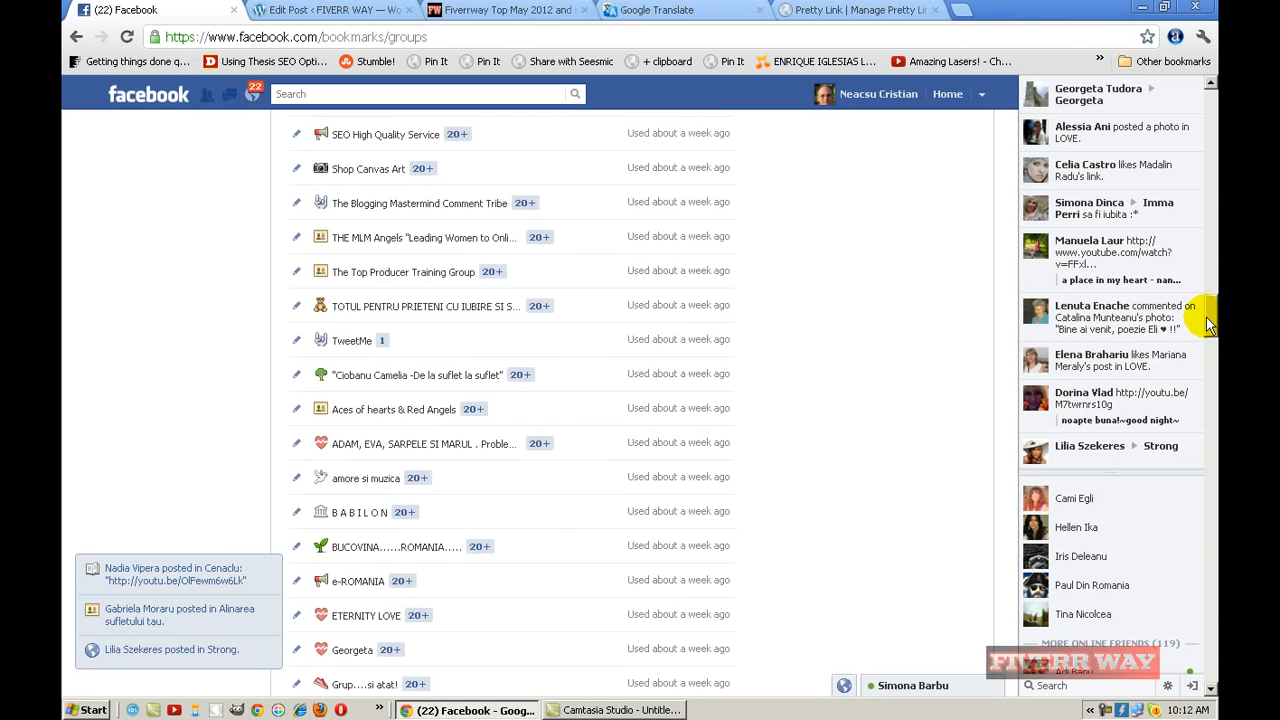 (22) Facebook
Edit Post ‹ FIVERR WAY — Wo
Fiverrway Top May 2012 and
Google Translate
Pretty Link | Manage Pretty Lin
https://www.facebook.com/bookmarks/groups
Getting things done q...
Using Thesis SEO Opti...
Stumble!
Pin It
Pin It
Share with Seesmic
+ clipboard
Pin It
ENRIQUE IGLESIAS L...
Amazing Lasers! - Ch...
»
Other bookmarks
facebook
22
Search
Neacsu Cristian
Home
SEO High Quality Service 20+ Used about a week ago
Shop Canvas Art 20+ Used about a week ago
The Blogging Mastermind Comment Tribe 20+ Used about a week ago
THE MLM Angels "Leading Women to Onli... 20+ Used about a week ago
The Top Producer Training Group 20+ Used about a week ago
TOTUL PENTRU PRIETENI CU IUBIRE SI S... 20+ Used about a week ago
TweetMe 1 Used about a week ago
"Ciobanu Camelia -De la suflet la suflet" 20+ Used about a week ago
Aces of hearts & Red Angels 20+ Used about a week ago
ADAM, EVA, SARPELE SI MARUL . Proble... 20+ Used about a week ago
amore si muzica 20+ Used about a week ago
B A B I L O N 20+ Used about a week ago
BUCOVINA......ROMANIA..... 20+ Used about a week ago
e-ROMANIA 20+ Used about a week ago
ETERNITY LOVE 20+ Used about a week ago
Georgeta 20+ Used about a week ago
Grup....si atat! 20+ Used about a week ago
Georgeta Tudora
Georgeta
Alessia Ani posted a photo in
LOVE.
Celia Castro likes Madalin
Radu's link.
Simona Dinca Imma
Perri sa fi iubita :*
Manuela Laur http://
www.youtube.com/watch?
v=FFxl...
a place in my heart - nan...
Lenuta Enache commented on
Catalina Munteanu's photo:
"Bine ai venit, poezie Eli ♥ !!"
Elena Brahariu likes Mariana
Meraly's post in LOVE.
Dorina Vlad http://youtu.be/
M7twrnrs10g
noapte buna!~good night~
Lilia Szekeres Strong
Cami Egli
Hellen Ika
Iris Deleanu
Paul Din Romania
Tina Nicolcea
MORE ONLINE FRIENDS (119)
FIVERR WAY
Search
Nadia Vipera posted in Cenaclu:
"http://youtu.be/OlFewm6w6Lk"
Gabriela Moraru posted in Alinarea
sufletului tau.
Lilia Szekeres posted in Strong.
Simona Barbu
Start
»
(22) Facebook - Goog...
Camtasia Studio - Untitle...
«
10:12 AM